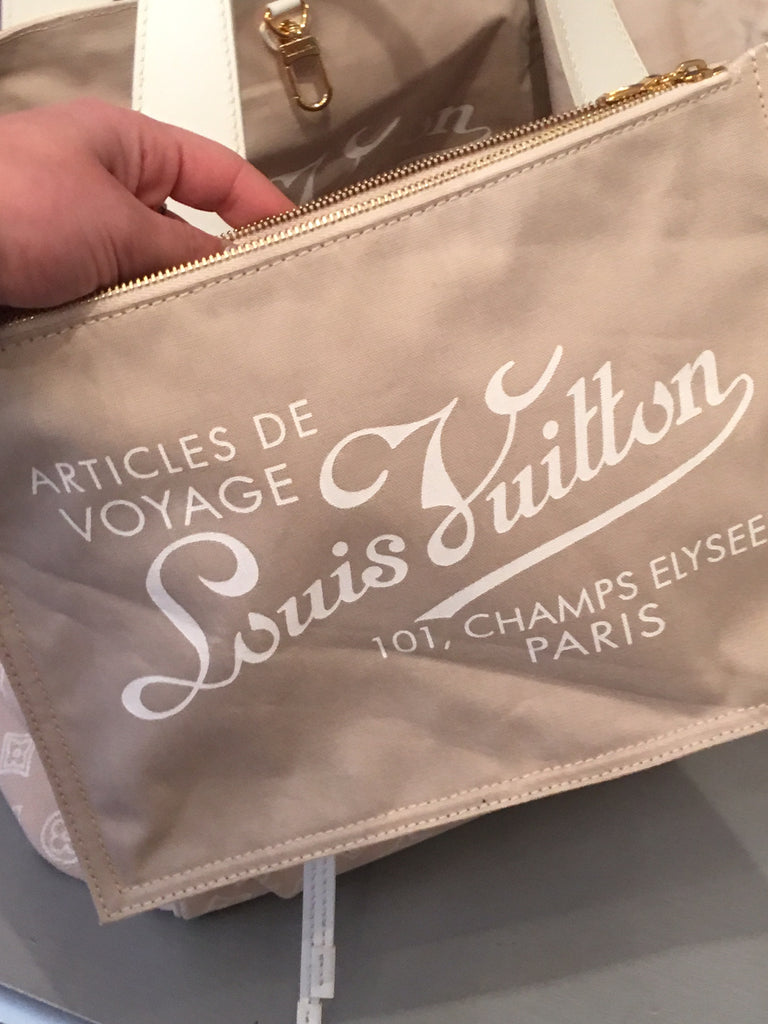 ARTICLES DE
VOYAGE
Louis Vuitton
101, CHAMPS ELYSEE
PARIS